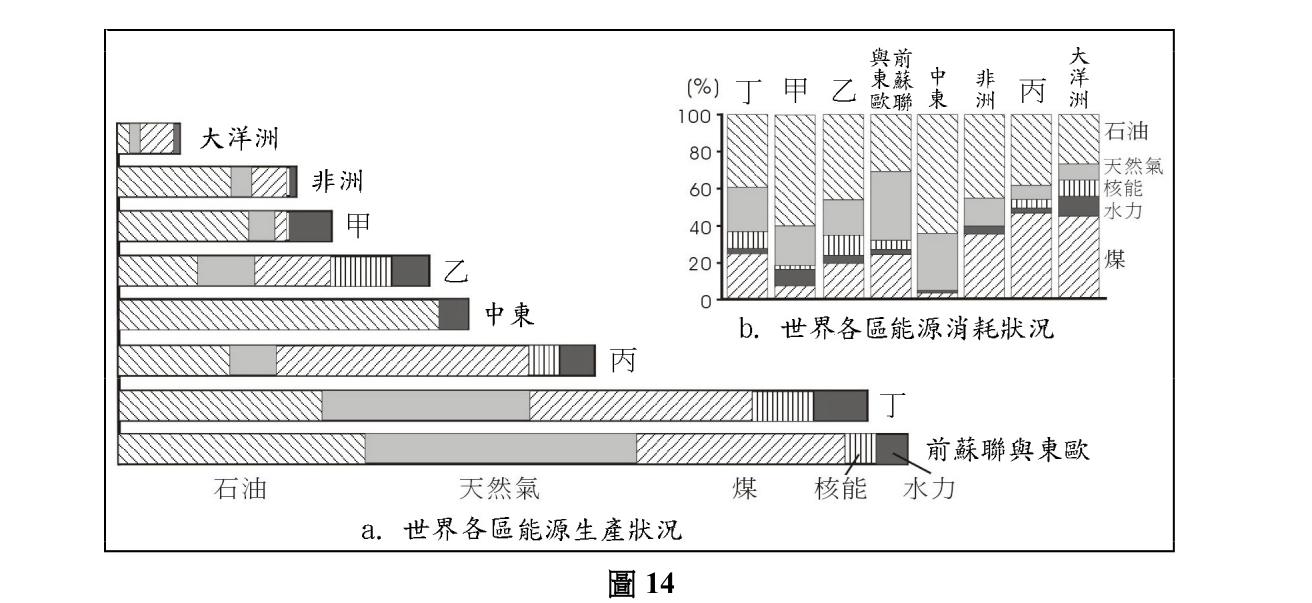 (%)
丁
甲
乙
前蘇聯
與東歐
中東
非洲
丙
大洋洲
100
80
60
40
20
0
石油
天然氣
核能
水力
煤
b. 世界各區能源消耗狀況
大洋洲
非洲
甲
乙
中東
丙
丁
前蘇聯與東歐
石油
天然氣
煤
核能
水力
a. 世界各區能源生產狀況
圖 14